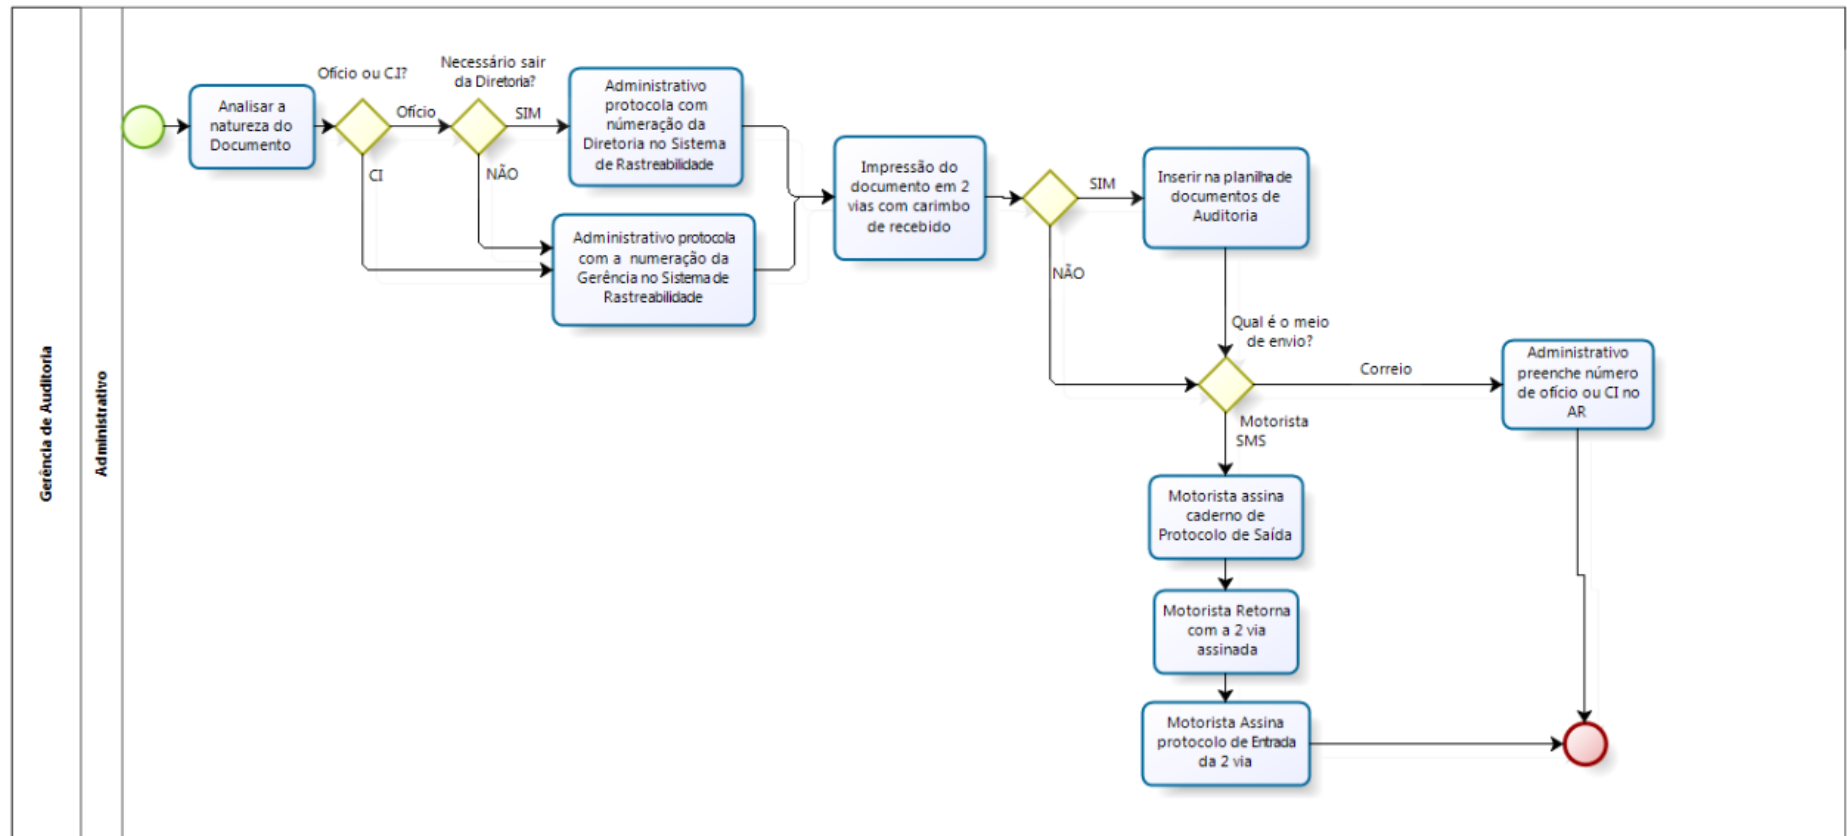 Gerência de Auditoria
Administrativo
Analisar a
natureza do
Documento
Ofício ou C.I?
Ofício
CI
Necessário sair
da Diretoria?
SIM
NÃO
Administrativo
protocola com
númeração da
Diretoria no Sistema
de Rastreabilidade
Administrativo protocola
com a numeração da
Gerência no Sistema de
Rastreabilidade
Impressão do
documento em 2
vias com carimbo
de recebido
SIM
NÃO
Inserir na planilha de
documentos de
Auditoria
Qual é o meio
de envio?
Correio
Motorista
SMS
Administrativo
preenche número
de ofício ou CI no
AR
Motorista assina
caderno de
Protocolo de Saída
Motorista Retorna
com a 2 via
assinada
Motorista Assina
protocolo de Entrada
da 2 via